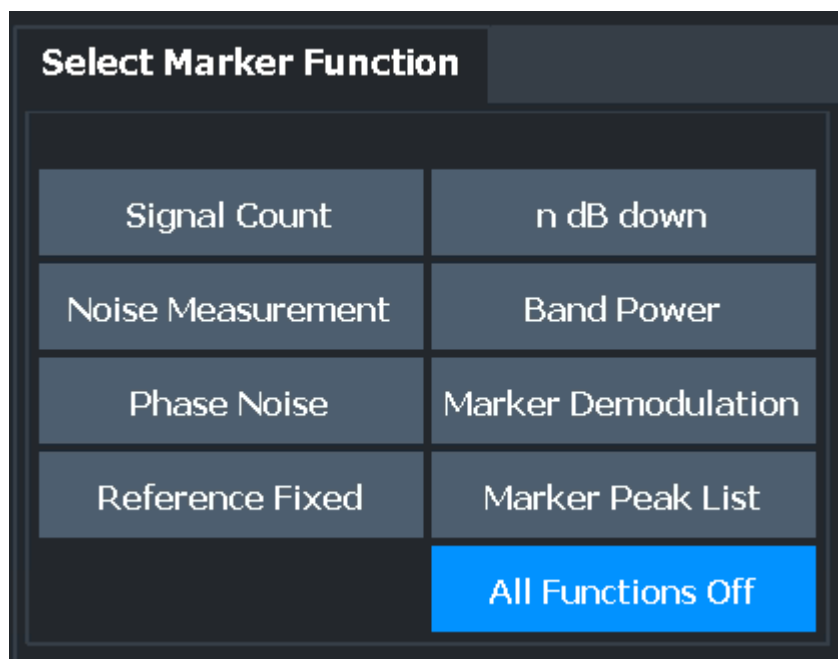 Select Marker Function
Signal Count
n dB down
Noise Measurement
Band Power
Phase Noise
Marker Demodulation
Reference Fixed
Marker Peak List
All Functions Off